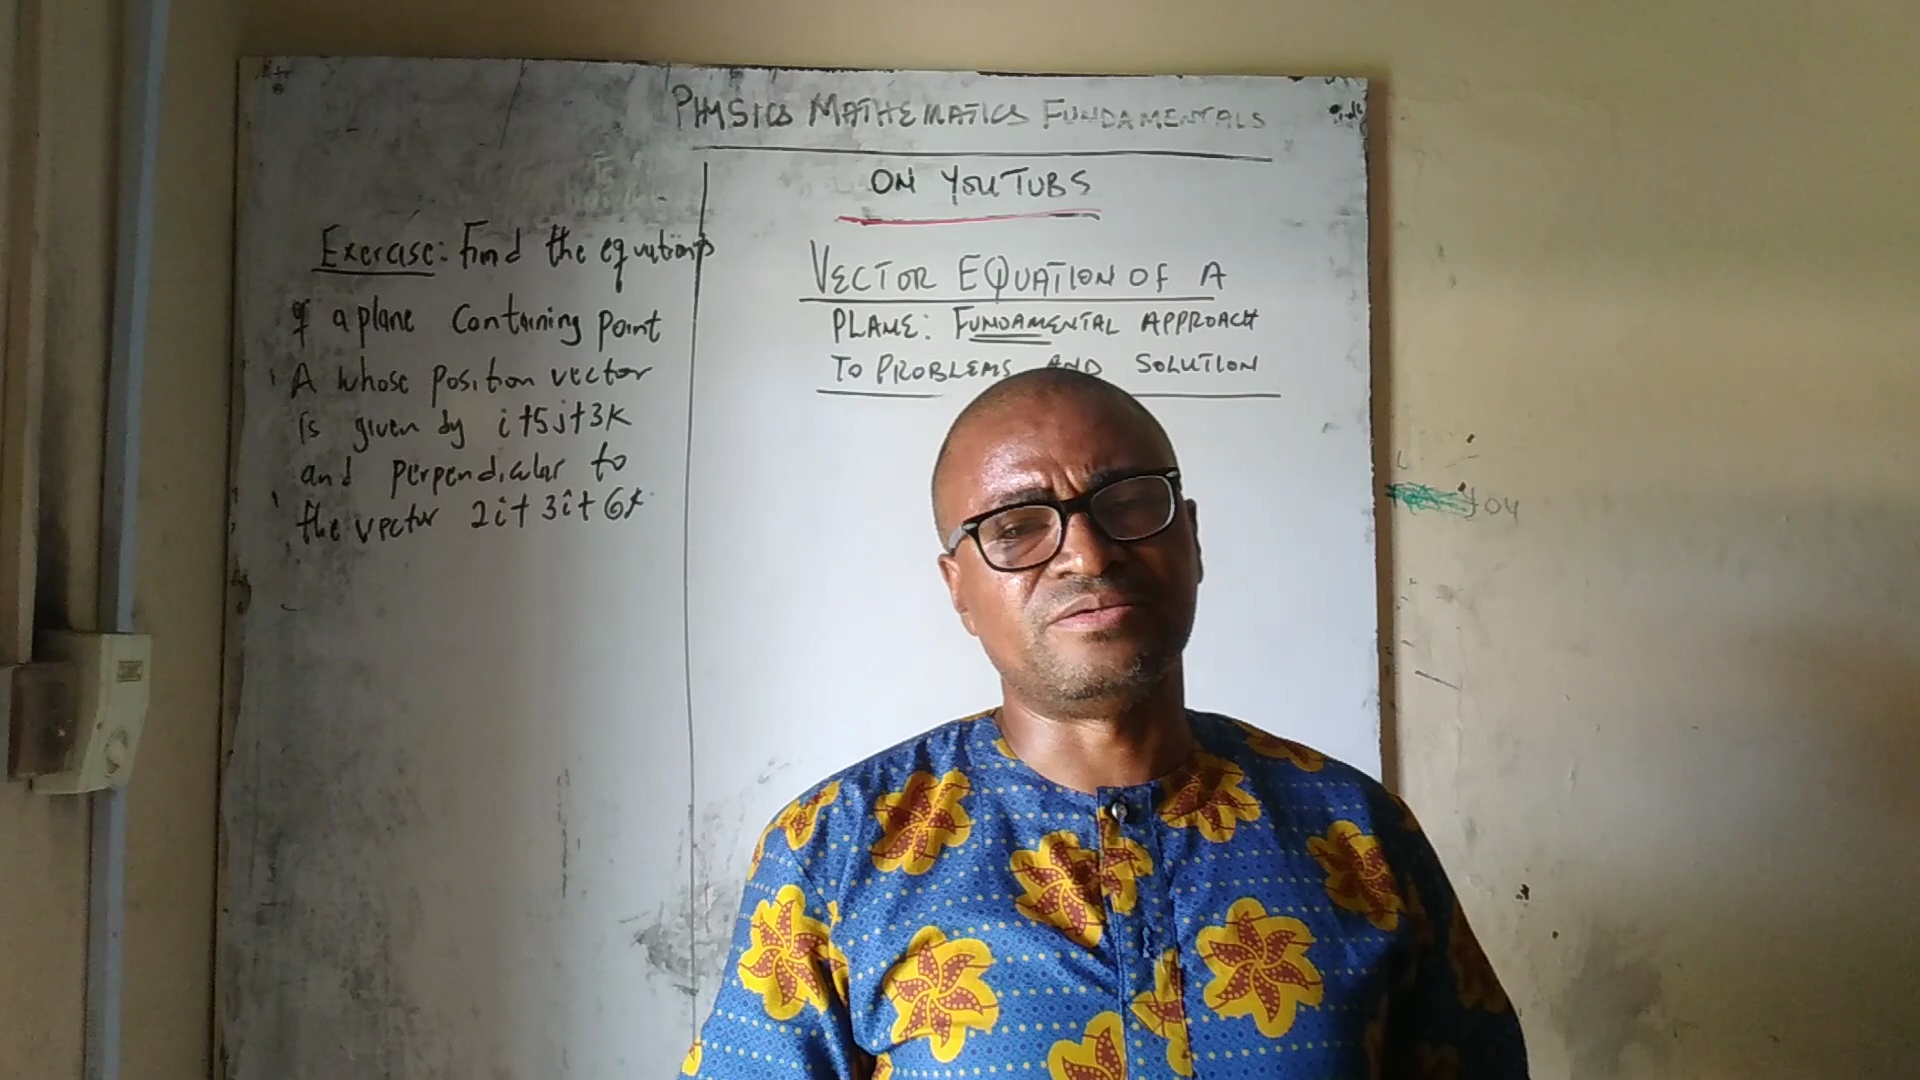 PHYSICS MATHEMATICS FUNDAMENTALS
ON YOUTUBS
VECTOR EQUATION OF A
PLANE: FUNDAMENTAL APPROACH
TO PROBLEMS AND SOLUTION
Exercise: Find the equations
of a plane containing point
A whose position vector
is given by i+5j+3k
and perpendicular to
the vector 2i+3i+6k